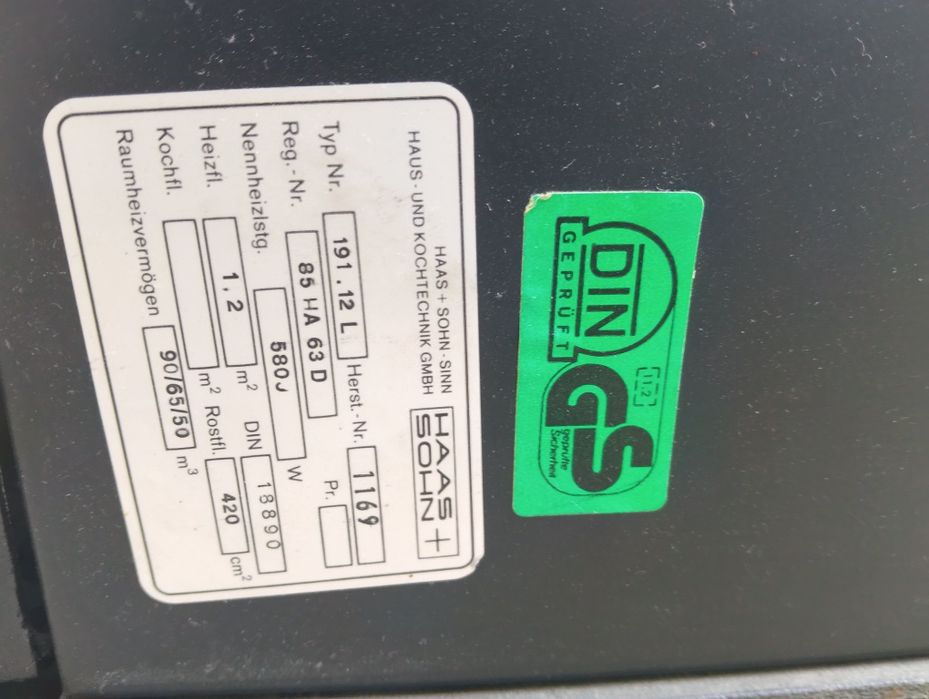 HAAS + SOHN · SINN
HAUS - UND KOCHTECHNIK GMBH
HAAS +
SOHN
Typ Nr. 191.12 L Herst.-Nr. 1169
Reg.-Nr. 85 HA 63 D Pr.
Nennheizlstg. 580J W
Heizfl. 1,2 m² DIN 18890
Kochfl. m² Rostfl. 420 cm²
Raumheizvermögen 90/65/50 m³
DIN
GEPRÜFT
11.2
GS
geprüfte
Sicherheit